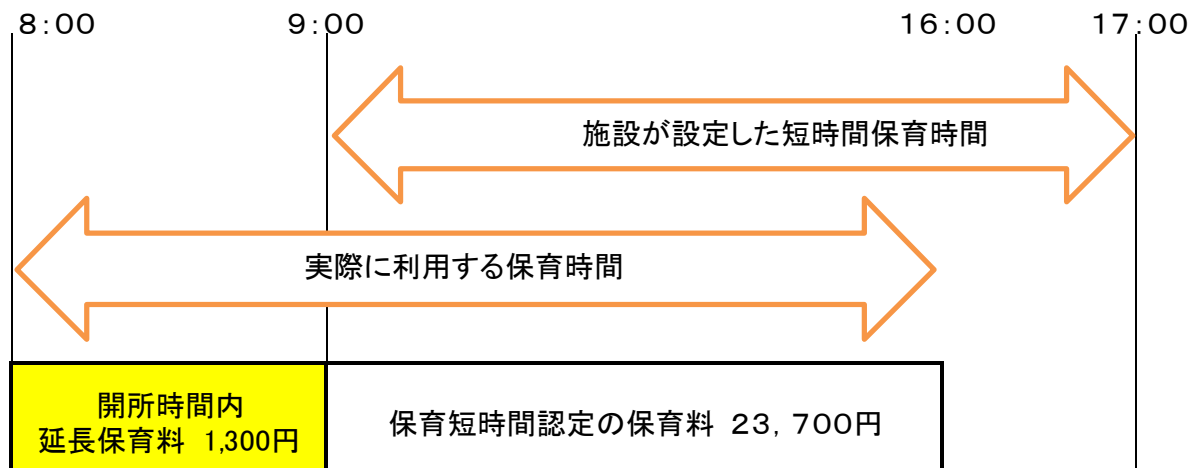 8:00 9:00 16:00 17:00
施設が設定した短時間保育時間
実際に利用する保育時間
開所時間内
延長保育料 1,300円
保育短時間認定の保育料 23,700円